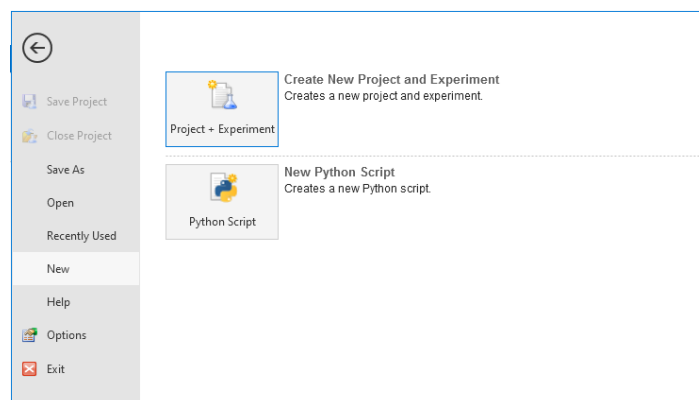 Save Project
Close Project
Save As
Open
Recently Used
New
Help
Options
Exit
Project + Experiment
Create New Project and Experiment
Creates a new project and experiment.
Python Script
New Python Script
Creates a new Python script.